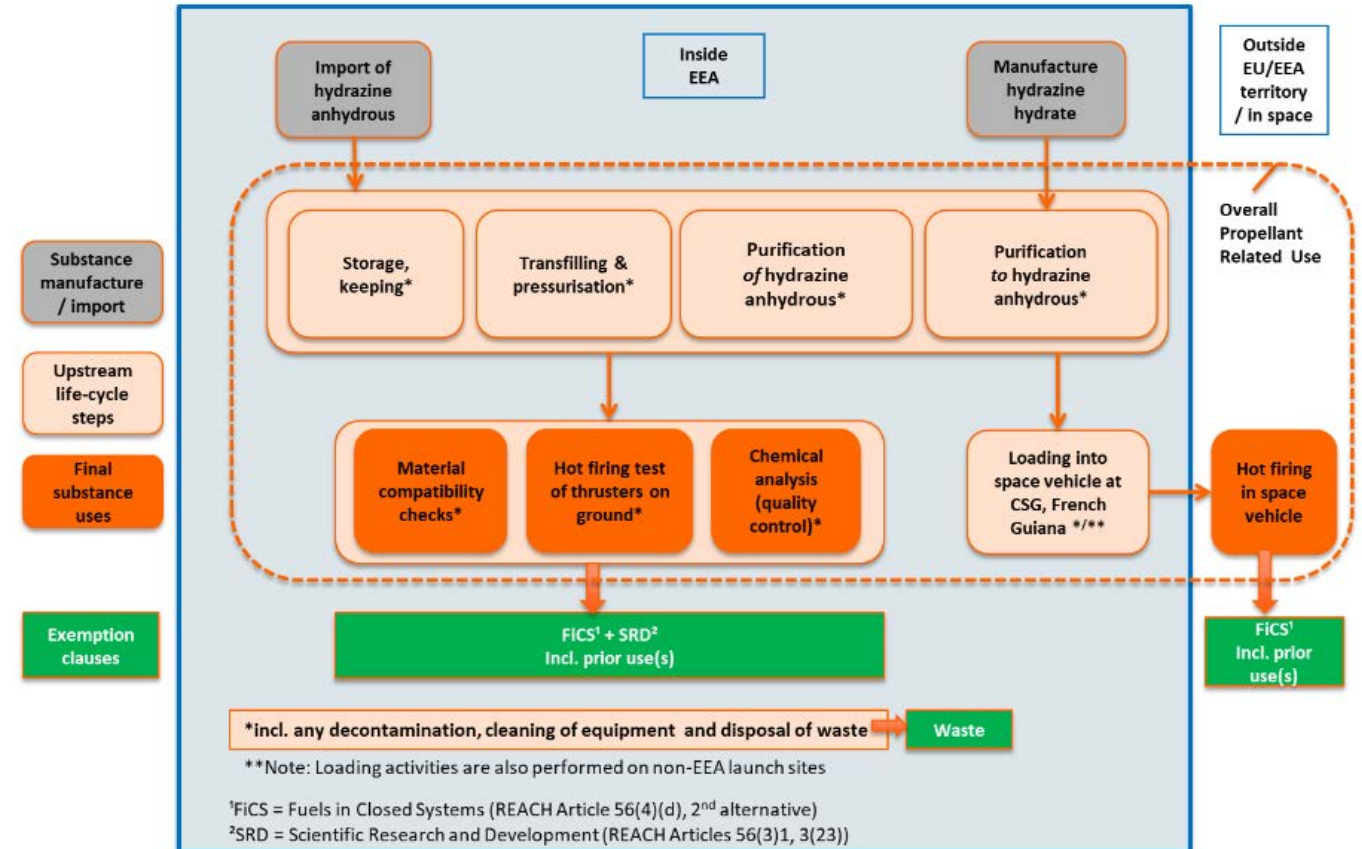 Import of
hydrazine
anhydrous
Inside
EEA
Manufacture
hydrazine
hydrate
Outside
EU/EEA
territory
/ in space
Overall
Propellant
Related Use
Substance
manufacture
/ import
Storage,
keeping*
Transfilling &
pressurisation*
Purification
of hydrazine
anhydrous*
Purification
to hydrazine
anhydrous*
Upstream
life-cycle
steps
Final
substance
uses
Material
compatibility
checks*
Hot firing test
of thrusters on
ground*
Chemical
analysis
(quality
control)*
Loading into
space vehicle at
CSG, French
Guiana */**
Hot firing
in space
vehicle
Exemption
clauses
FiCS¹ + SRD²
Incl. prior use(s)
FiCS¹
Incl. prior
use(s)
*incl. any decontamination, cleaning of equipment and disposal of waste
Waste
**Note: Loading activities are also performed on non-EEA launch sites
¹FiCS = Fuels in Closed Systems (REACH Article 56(4)(d), 2nd alternative)
²SRD = Scientific Research and Development (REACH Articles 56(3)1, 3(23))